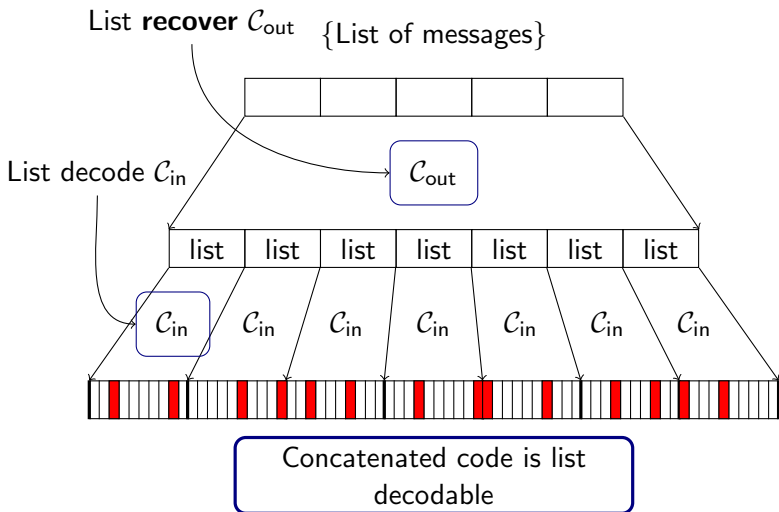 List recover 𝒞out {List of messages}
𝒞out
List decode 𝒞in
list list list list list list list
𝒞in 𝒞in 𝒞in 𝒞in 𝒞in 𝒞in
Concatenated code is list
decodable